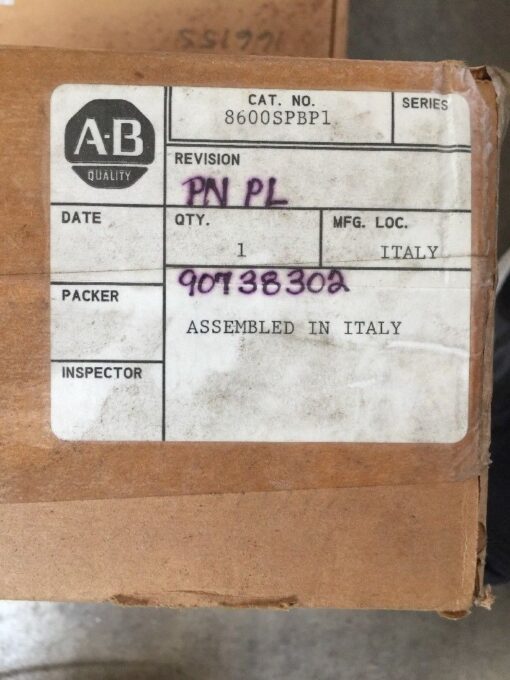 166155
A-B
QUALITY
CAT. NO.
8600SPBP1
SERIES
REVISION
PN PL
DATE
QTY.
1
MFG. LOC.
ITALY
PACKER
90738302
ASSEMBLED IN ITALY
INSPECTOR